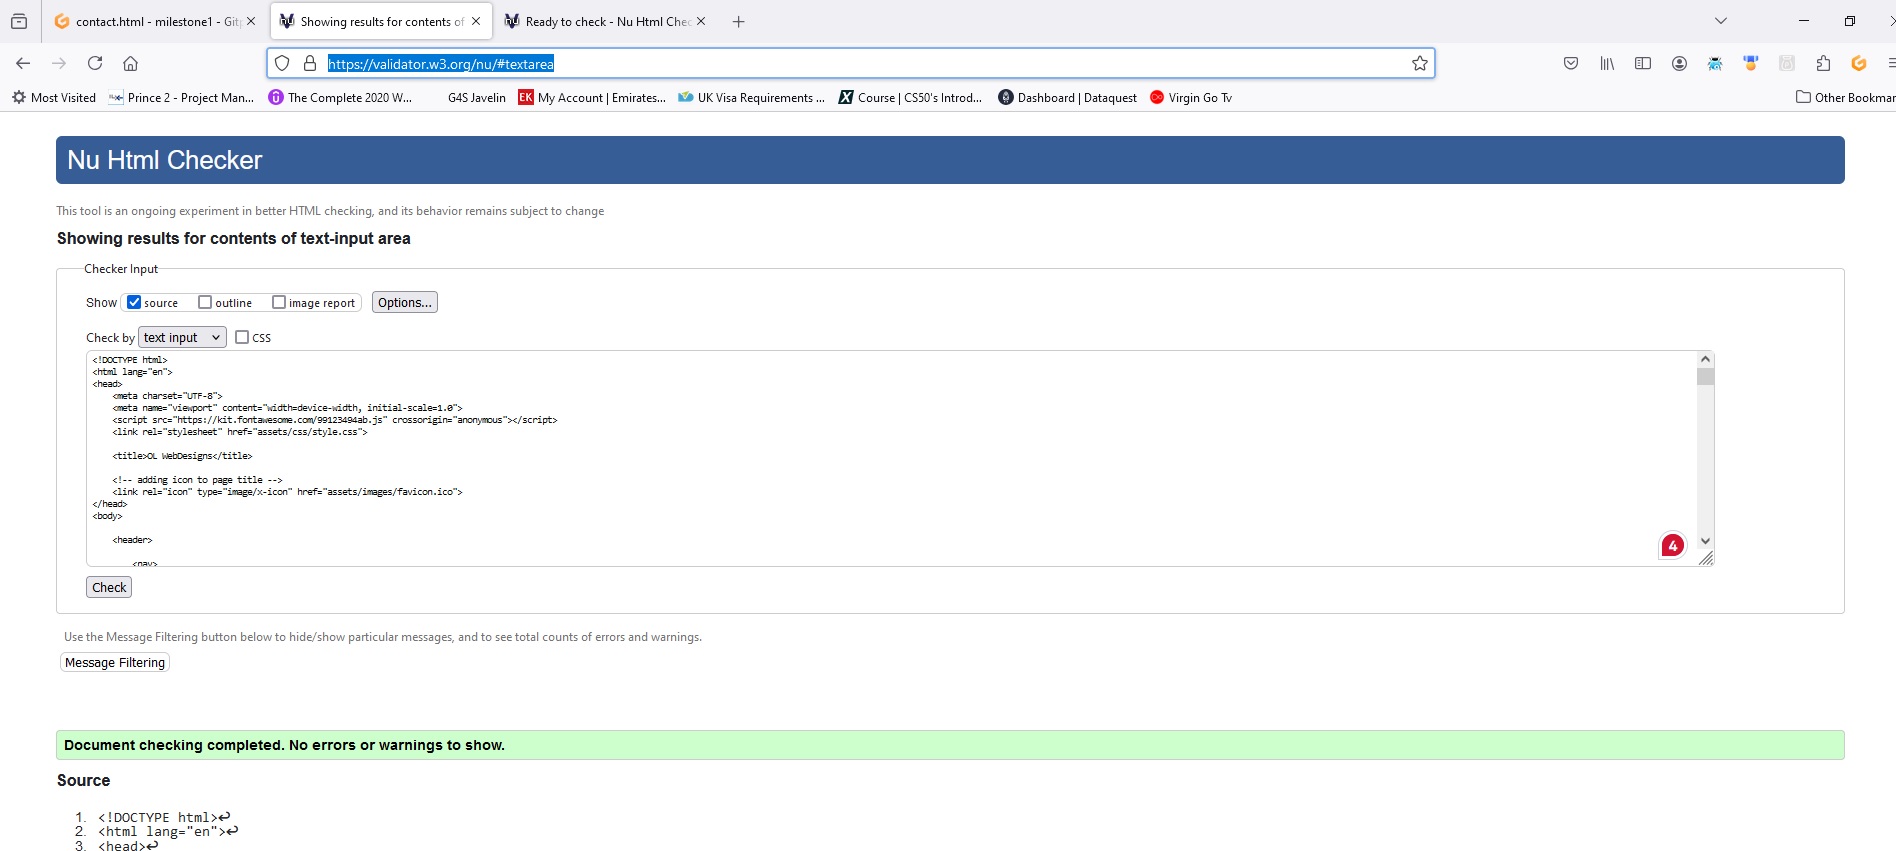 contact.html - milestone1 - Gitp
Showing results for contents of
Ready to check - Nu Html Chec
https://validator.w3.org/nu/#textarea
Most Visited
Prince 2 - Project Man...
The Complete 2020 W...
G4S Javelin
EK My Account | Emirates...
UK Visa Requirements ...
Course | CS50's Introd...
Dashboard | Dataquest
Virgin Go Tv
Other Bookmar
Nu Html Checker
This tool is an ongoing experiment in better HTML checking, and its behavior remains subject to change
Showing results for contents of text-input area
Checker Input
Show source outline image report Options...
Check by text input CSS
<!DOCTYPE html>
<html lang="en">
<head>
<meta charset="UTF-8">
<meta name="viewport" content="width=device-width, initial-scale=1.0">
<script src="https://kit.fontawesome.com/99123494ab.js" crossorigin="anonymous"></script>
<link rel="stylesheet" href="assets/css/style.css">
<title>OL WebDesigns</title>
<!-- adding icon to page title -->
<link rel="icon" type="image/x-icon" href="assets/images/favicon.ico">
</head>
<body>
<header>
<nav>
4
Check
Use the Message Filtering button below to hide/show particular messages, and to see total counts of errors and warnings.
Message Filtering
Document checking completed. No errors or warnings to show.
Source
1. <!DOCTYPE html>↩
2. <html lang="en">↩
3. <head>↩